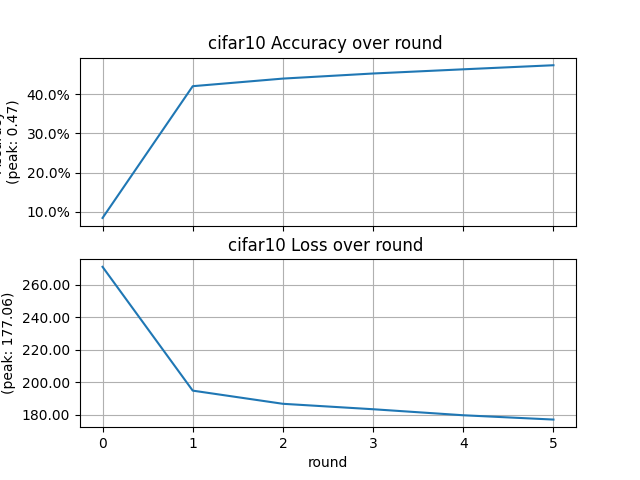 cifar10 Accuracy over round
(peak: 0.47)
40.0%
30.0%
20.0%
10.0%
cifar10 Loss over round
(peak: 177.06)
260.00
240.00
220.00
200.00
180.00
0 1 2 3 4 5
round